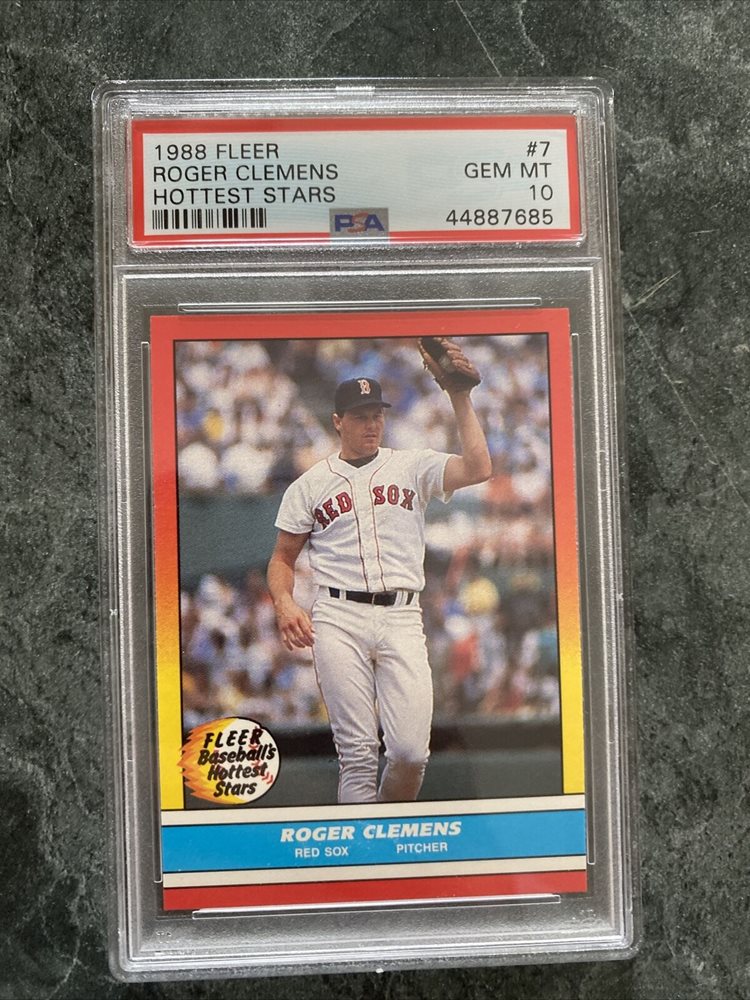 1988 FLEER #7
ROGER CLEMENS GEM MT
HOTTEST STARS 10
PSA 44887685
B
RED SOX
FLEER
Baseball's
Hottest
Stars
ROGER CLEMENS
RED SOX PITCHER